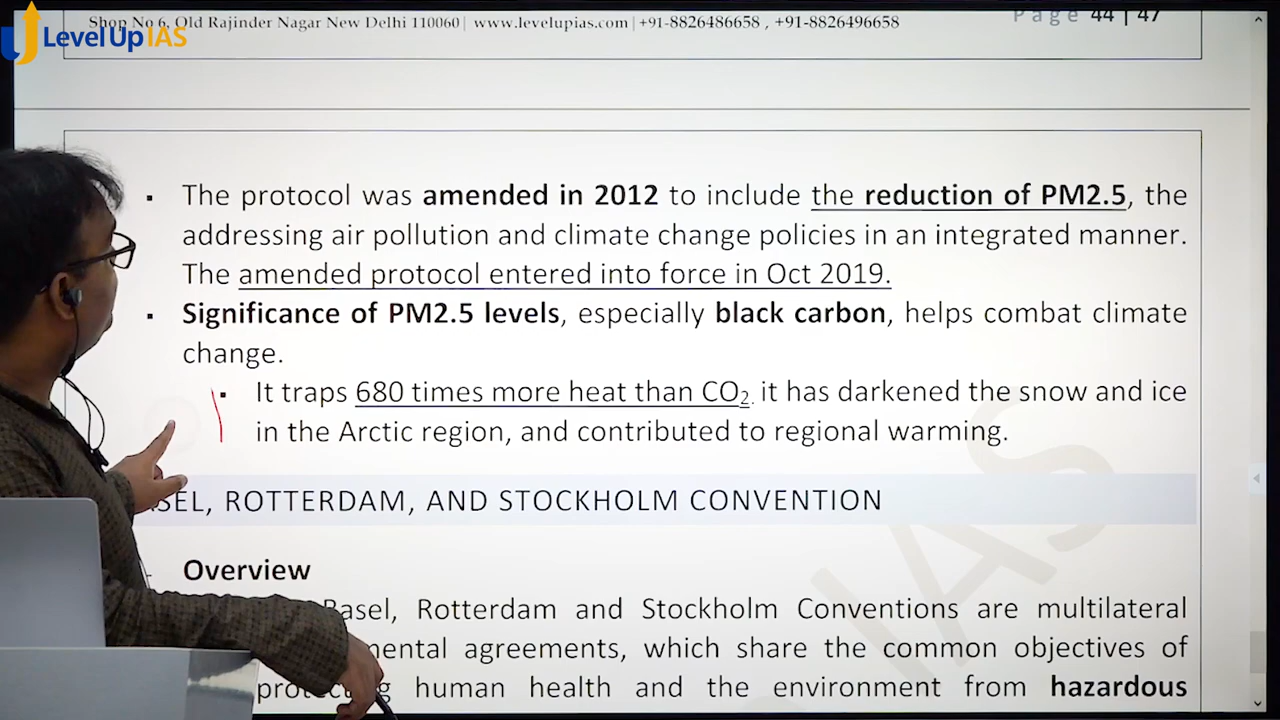 Shop No 6, Old Rajinder Nagar New Delhi 110060| www.levelupias.com |+91-8826486658 , +91-8826496658
Page 44 | 47
LevelUp IAS
▪ The protocol was amended in 2012 to include the reduction of PM2.5, the
addressing air pollution and climate change policies in an integrated manner.
The amended protocol entered into force in Oct 2019.
▪ Significance of PM2.5 levels, especially black carbon, helps combat climate
change.
▪ It traps 680 times more heat than CO₂. it has darkened the snow and ice
in the Arctic region, and contributed to regional warming.
SEL, ROTTERDAM, AND STOCKHOLM CONVENTION
Overview
Basel, Rotterdam and Stockholm Conventions are multilateral
mental agreements, which share the common objectives of
protecting human health and the environment from hazardous
IAS